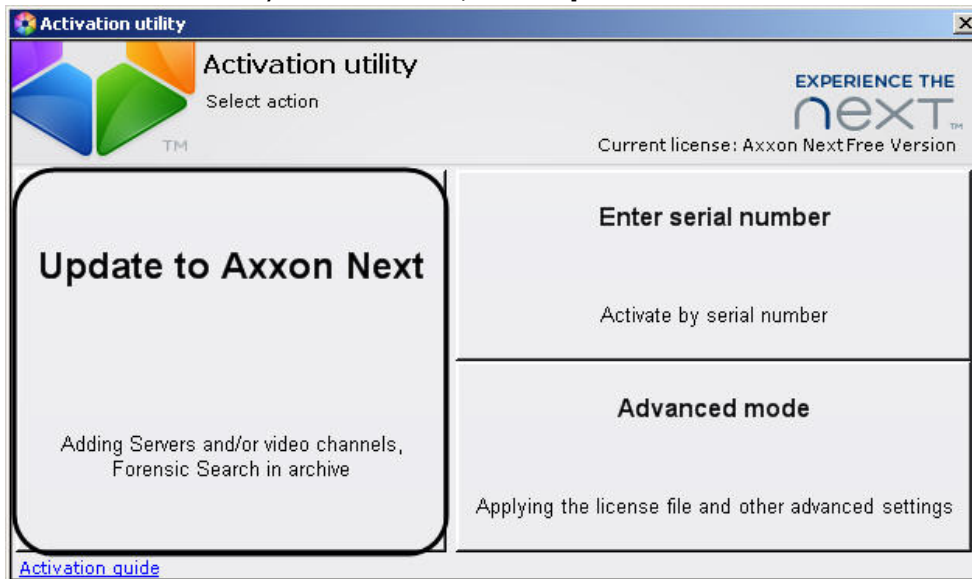 Activation utility
Activation utility
Select action
EXPERIENCE THE
next™
TM
Current license: Axxon Next Free Version
Update to Axxon Next
Adding Servers and/or video channels,
Forensic Search in archive
Enter serial number
Activate by serial number
Advanced mode
Applying the license file and other advanced settings
Activation guide